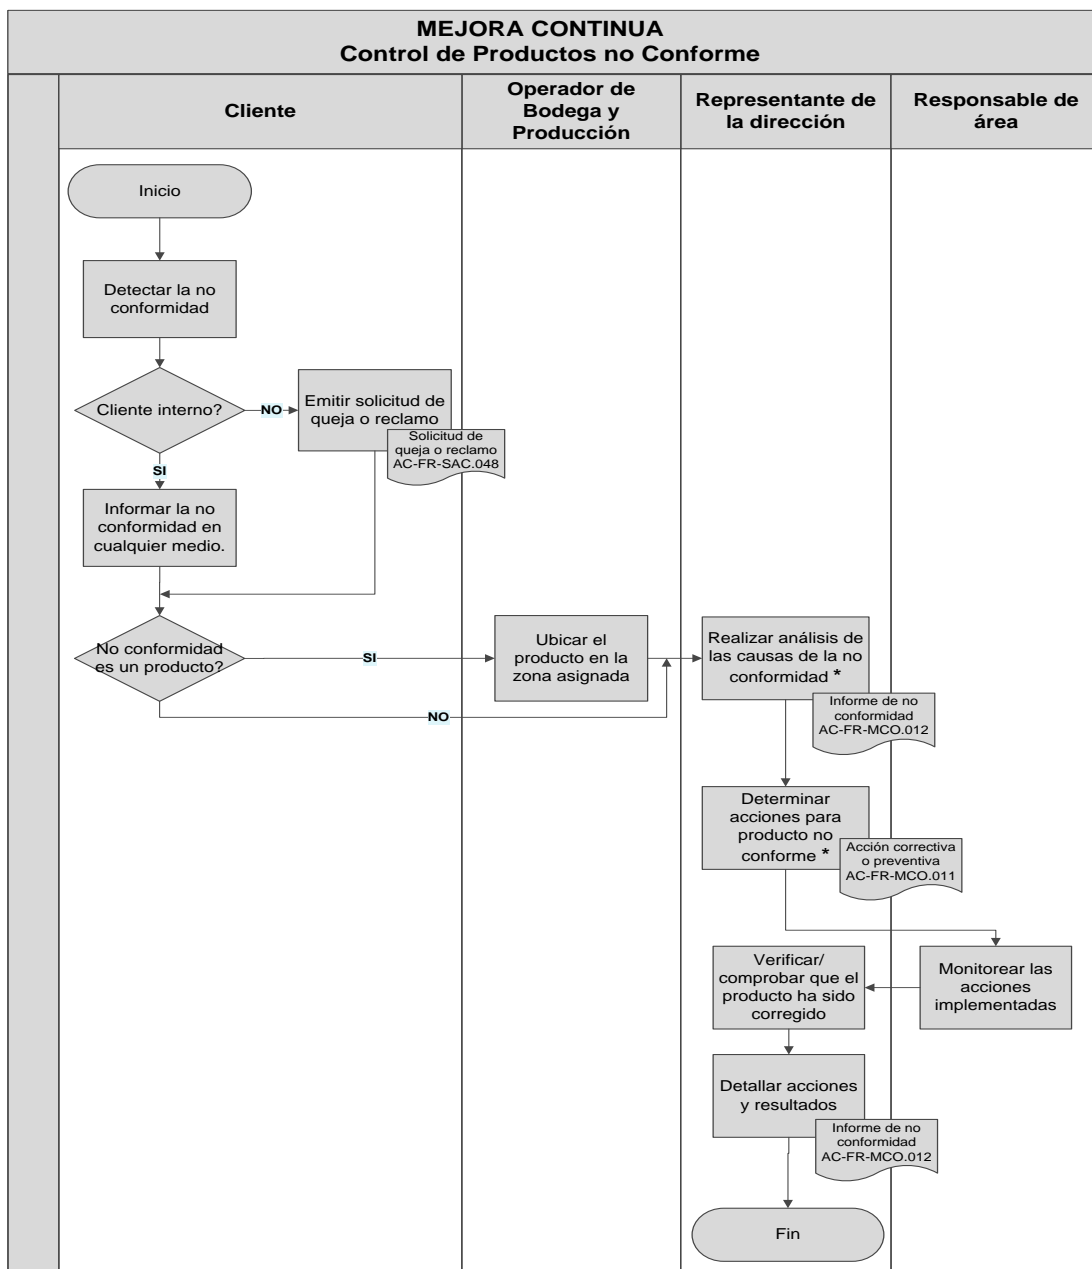 MEJORA CONTINUA
Control de Productos no Conforme
Cliente
Operador de
Bodega y
Producción
Representante de
la dirección
Responsable de
área
Inicio
Detectar la no
conformidad
Cliente interno?
NO
Emitir solicitud de
queja o reclamo
Solicitud de
queja o reclamo
AC-FR-SAC.048
SI
Informar la no
conformidad en
cualquier medio.
No conformidad
es un producto?
SI
NO
Ubicar el
producto en la
zona asignada
Realizar análisis de
las causas de la no
conformidad *
Informe de no
conformidad
AC-FR-MCO.012
Determinar
acciones para
producto no
conforme *
Acción correctiva
o preventiva
AC-FR-MCO.011
Monitorear las
acciones
implementadas
Verificar/
comprobar que el
producto ha sido
corregido
Detallar acciones
y resultados
Informe de no
conformidad
AC-FR-MCO.012
Fin